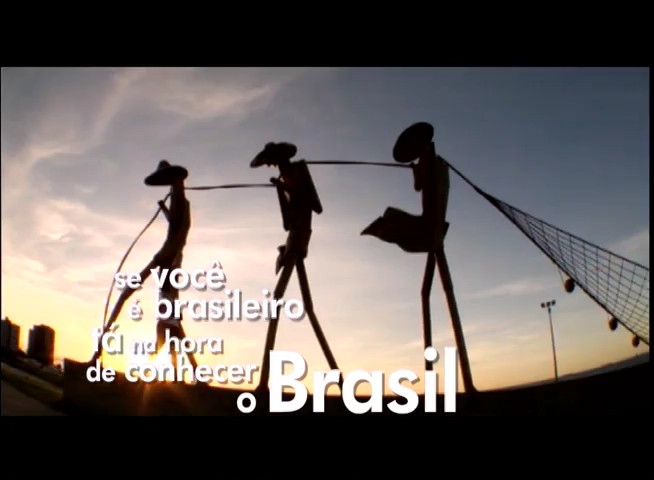 se você
é brasileiro
tá na hora
de conhecer
o Brasil